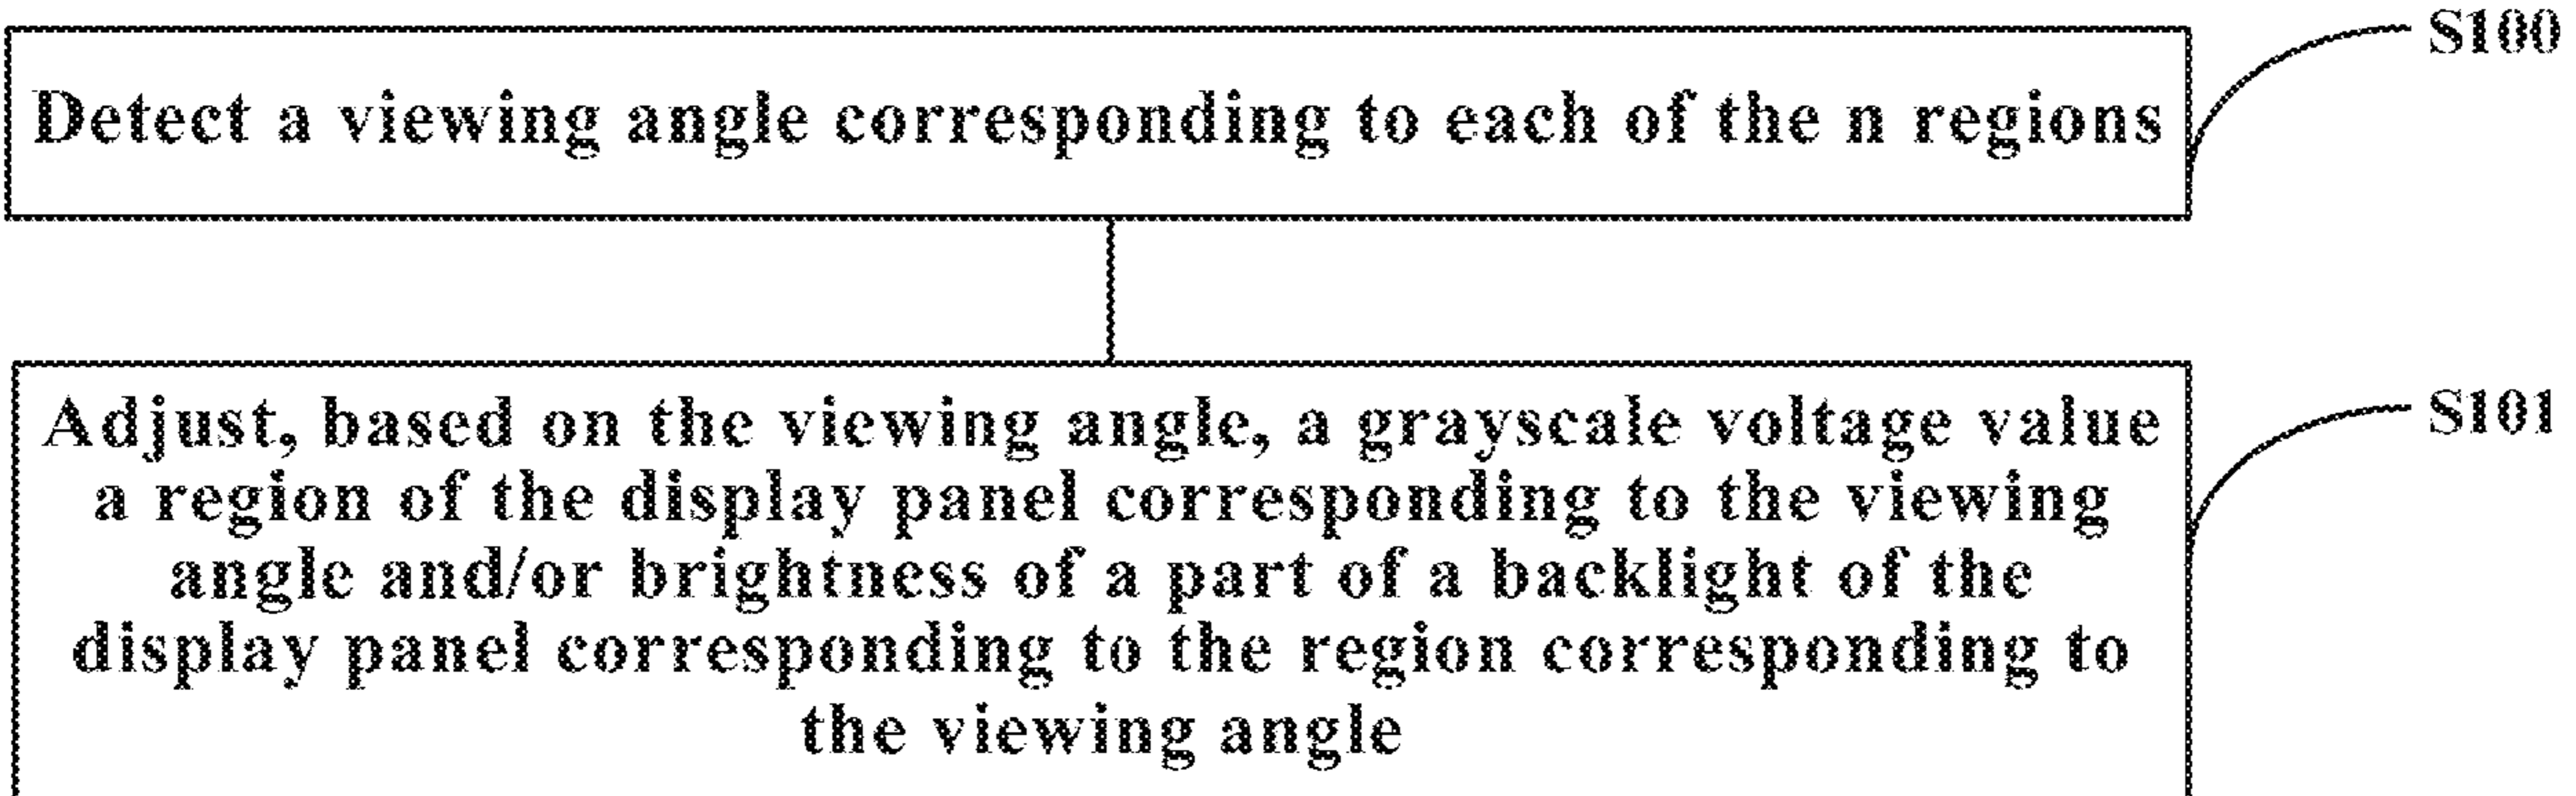 S100
Detect a viewing angle corresponding to each of the n regions
Adjust, based on the viewing angle, a grayscale voltage value
S101
a region of the display panel corresponding to the viewing
angle and/or brightness of a part of a backlight of the
display panel corresponding to the region corresponding to
the viewing angle